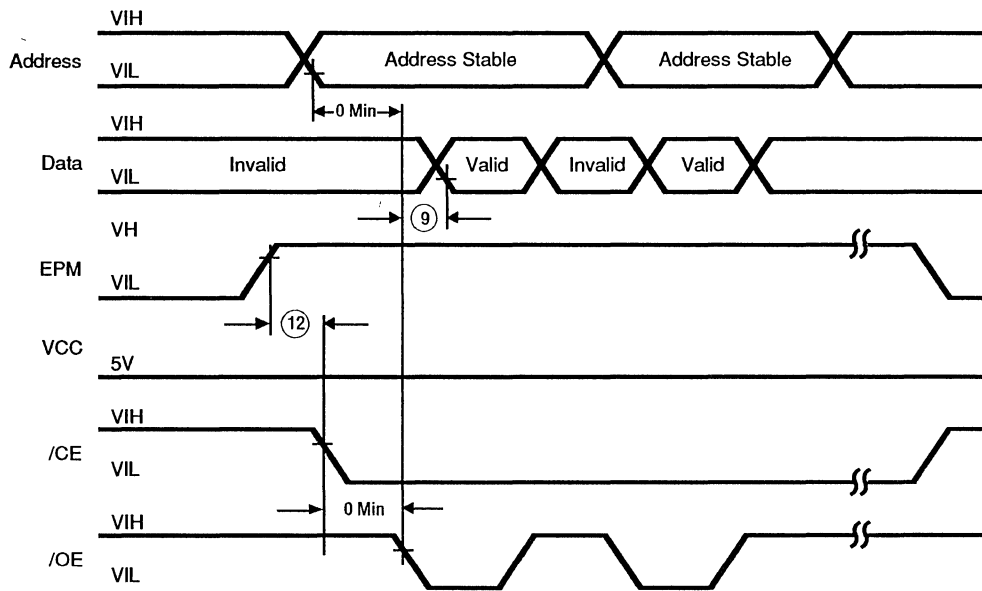 VIH
Address
VIL
Address Stable
Address Stable
0 Min
VIH
Data
VIL
Invalid
Valid
Invalid
Valid
9
VH
EPM
VIL
12
VCC
5V
VIH
/CE
VIL
0 Min
VIH
/OE
VIL